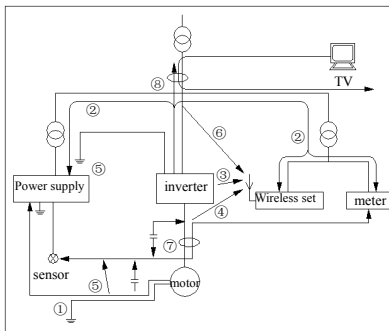 TV
⑧
②
②
⑥
⑤
Power supply
inverter
③
Wireless set
meter
④
⑦
sensor
⑤
motor
①